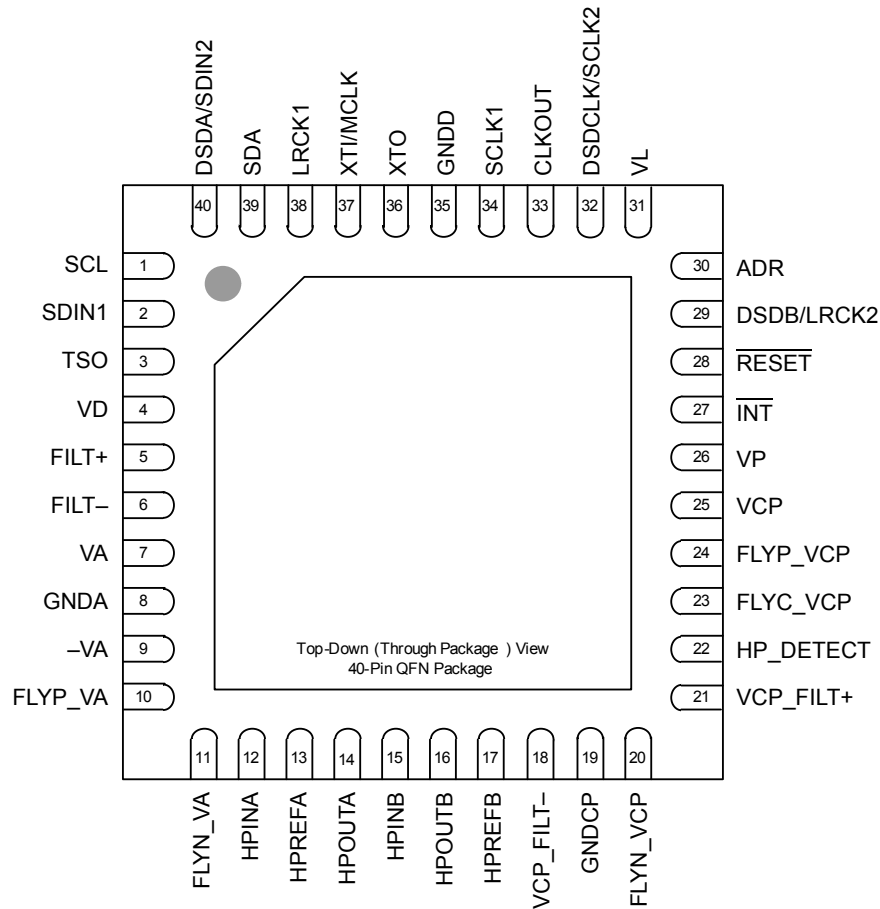 DSDA/SDIN2
SDA
LRCK1
XTI/MCLK
XTO
GNDD
SCLK1
CLKOUT
DSDCLK/SCLK2
VL
40
39
38
37
36
35
34
33
32
31
SCL 1
SDIN1 2
TSO 3
VD 4
FILT+ 5
FILT– 6
VA 7
GNDA 8
–VA 9
FLYP_VA 10
30 ADR
29 DSDB/LRCK2
28 RESET
27 INT
26 VP
25 VCP
24 FLYP_VCP
23 FLYC_VCP
22 HP_DETECT
21 VCP_FILT+
Top-Down (Through Package ) View
40-Pin QFN Package
11
12
13
14
15
16
17
18
19
20
FLYN_VA
HPINA
HPREFA
HPOUTA
HPINB
HPOUTB
HPREFB
VCP_FILT–
GNDCP
FLYN_VCP